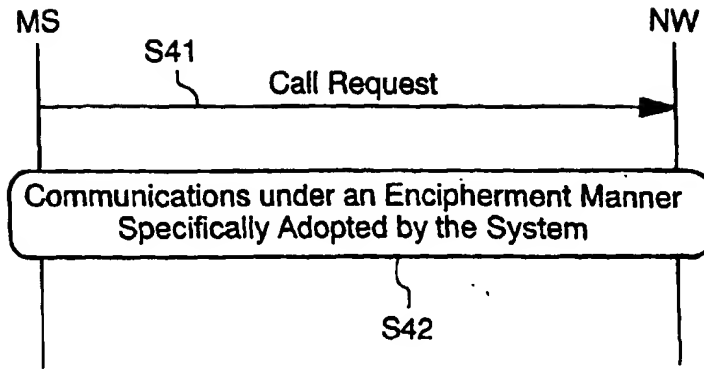 MS
NW
S41
Call Request
Communications under an Encipherment Manner
Specifically Adopted by the System
S42